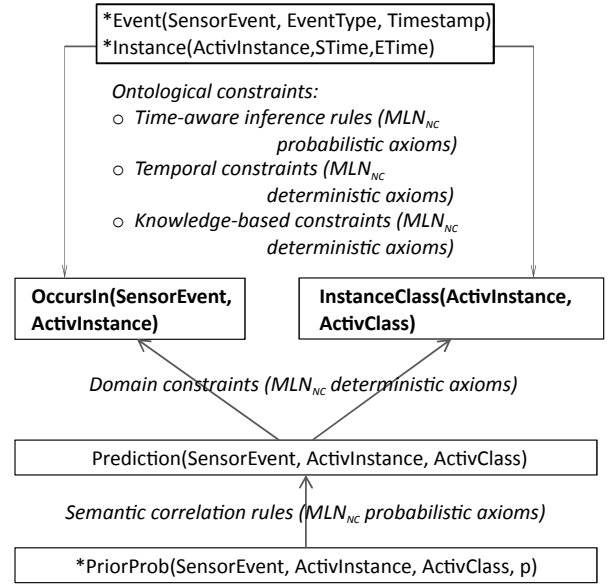 *Event(SensorEvent, EventType, Timestamp)
*Instance(ActivInstance,STime,ETime)
Ontological constraints:
o Time-aware inference rules (MLN_NC
probabilistic axioms)
o Temporal constraints (MLN_NC
deterministic axioms)
o Knowledge-based constraints (MLN_NC
deterministic axioms)
OccursIn(SensorEvent,
ActivInstance)
InstanceClass(ActivInstance,
ActivClass)
Domain constraints (MLN_NC deterministic axioms)
Prediction(SensorEvent, ActivInstance, ActivClass)
Semantic correlation rules (MLN_NC probabilistic axioms)
*PriorProb(SensorEvent, ActivInstance, ActivClass, p)